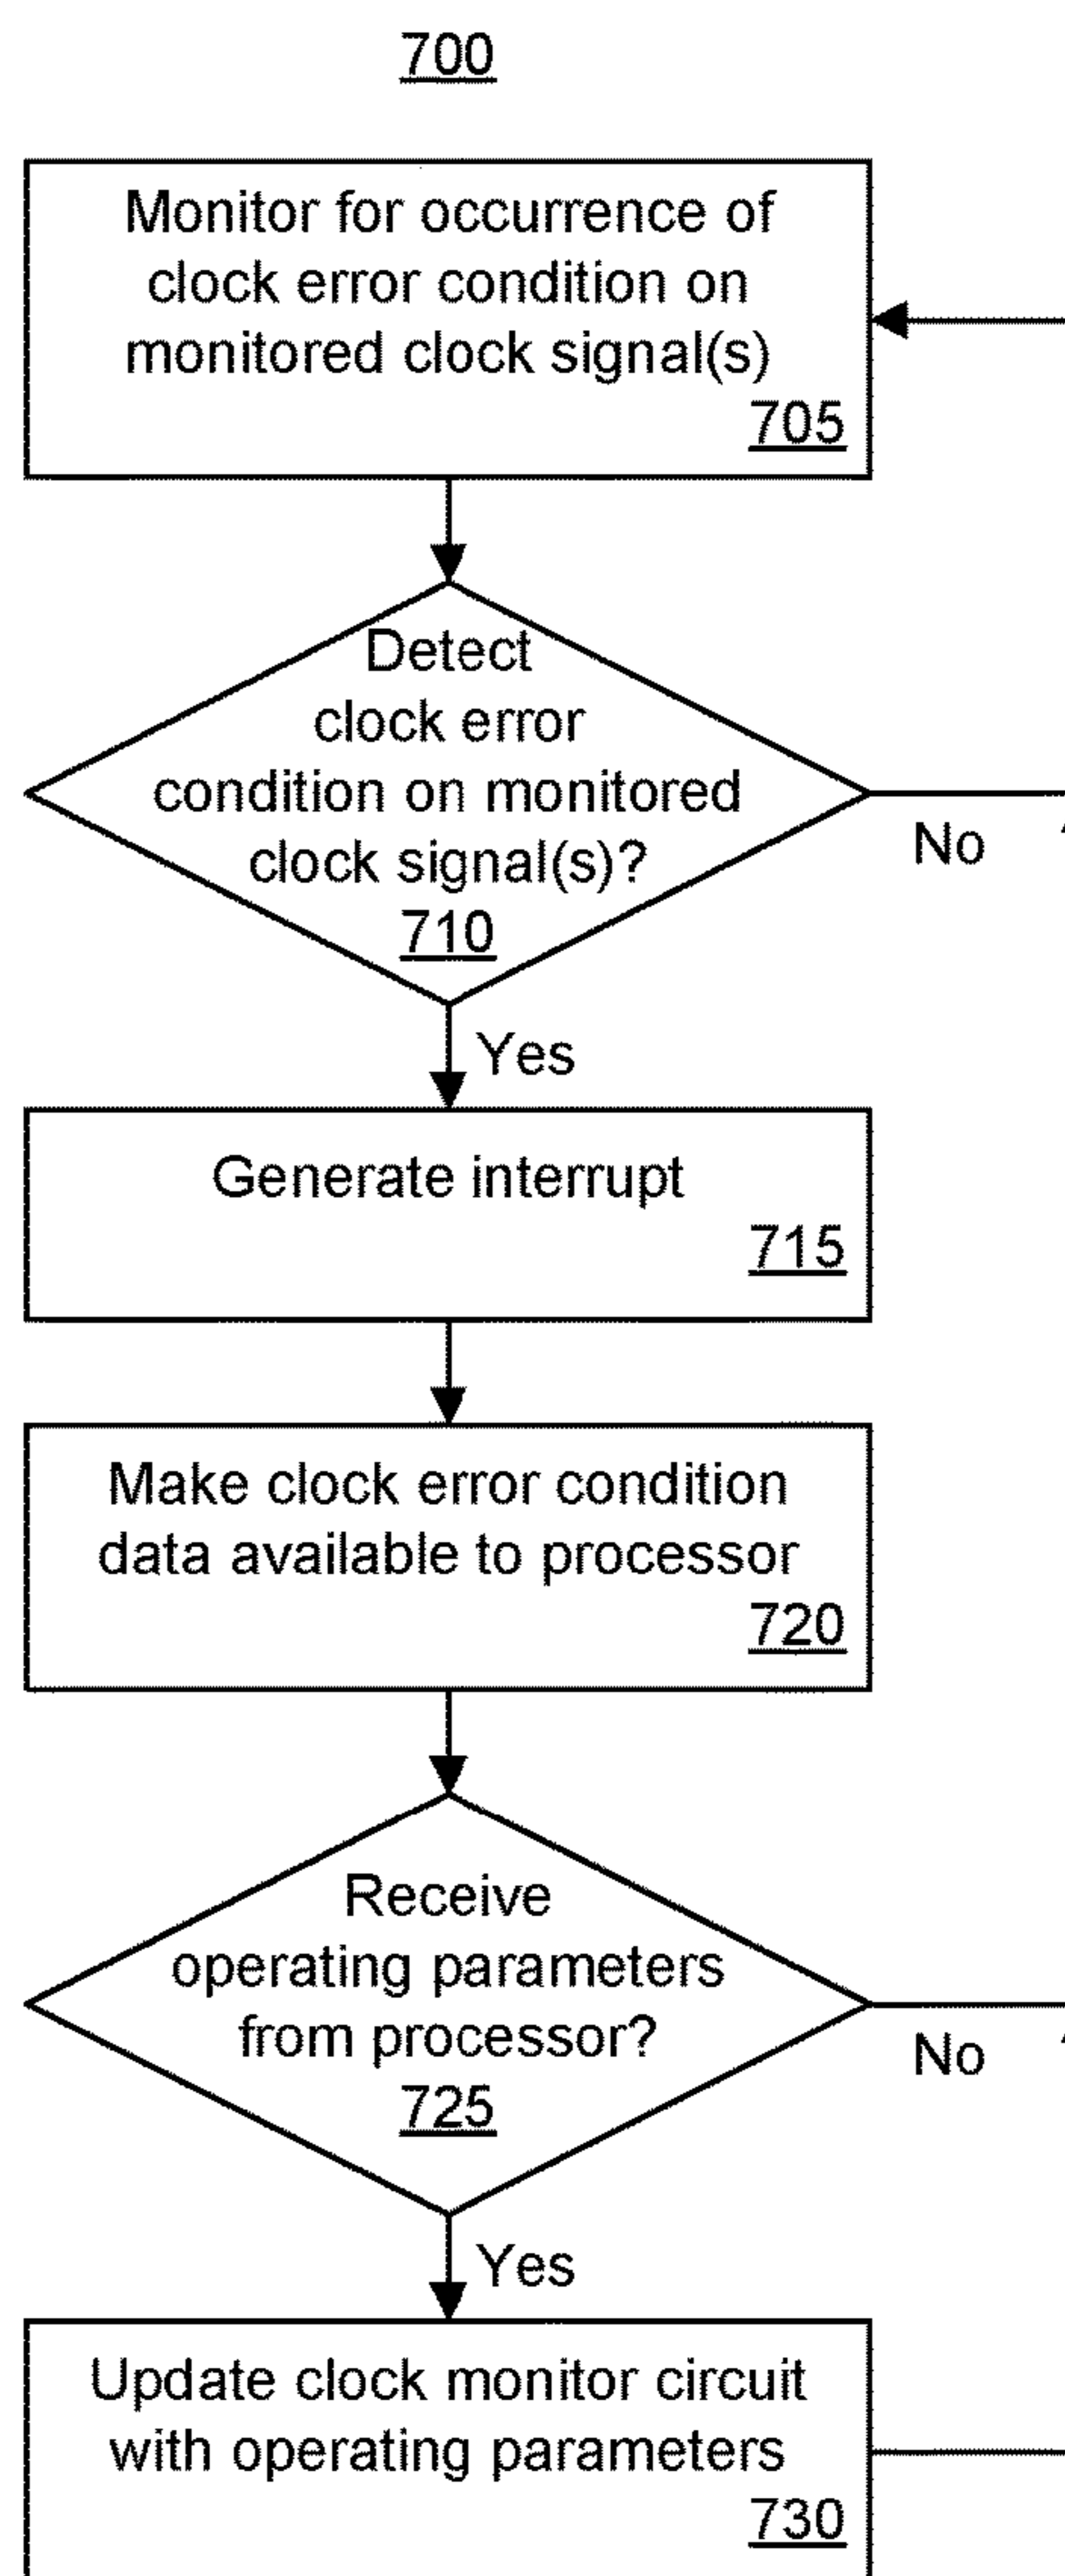 700
Monitor for occurrence of
clock error condition on
monitored clock signal(s)
705
Detect
clock error
condition on monitored
clock signal(s)?
710
No
Yes
Generate interrupt
715
Make clock error condition
data available to processor
720
Receive
operating parameters
from processor?
725
No
Yes
Update clock monitor circuit
with operating parameters
730